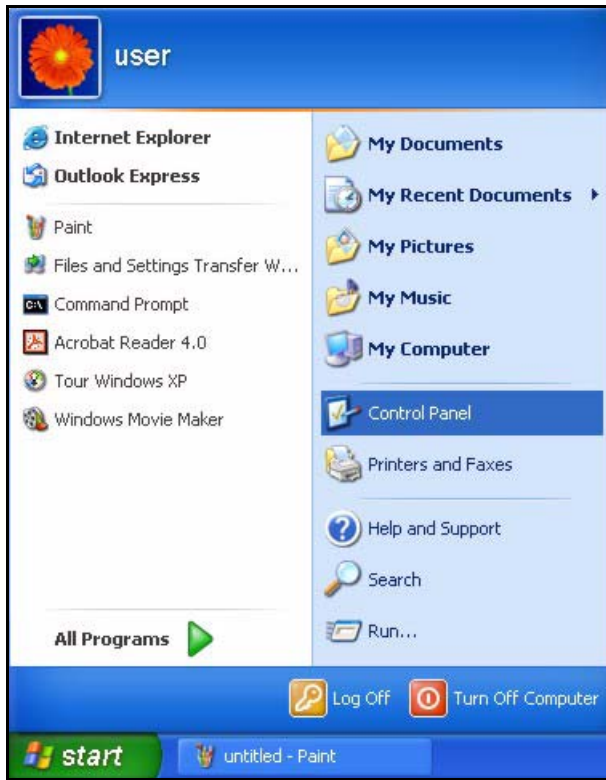 user
Internet Explorer
Outlook Express
Paint
Files and Settings Transfer W...
Command Prompt
Acrobat Reader 4.0
Tour Windows XP
Windows Movie Maker
All Programs
My Documents
My Recent Documents
My Pictures
My Music
My Computer
Control Panel
Printers and Faxes
Help and Support
Search
Run...
Log Off
Turn Off Computer
start
untitled - Paint